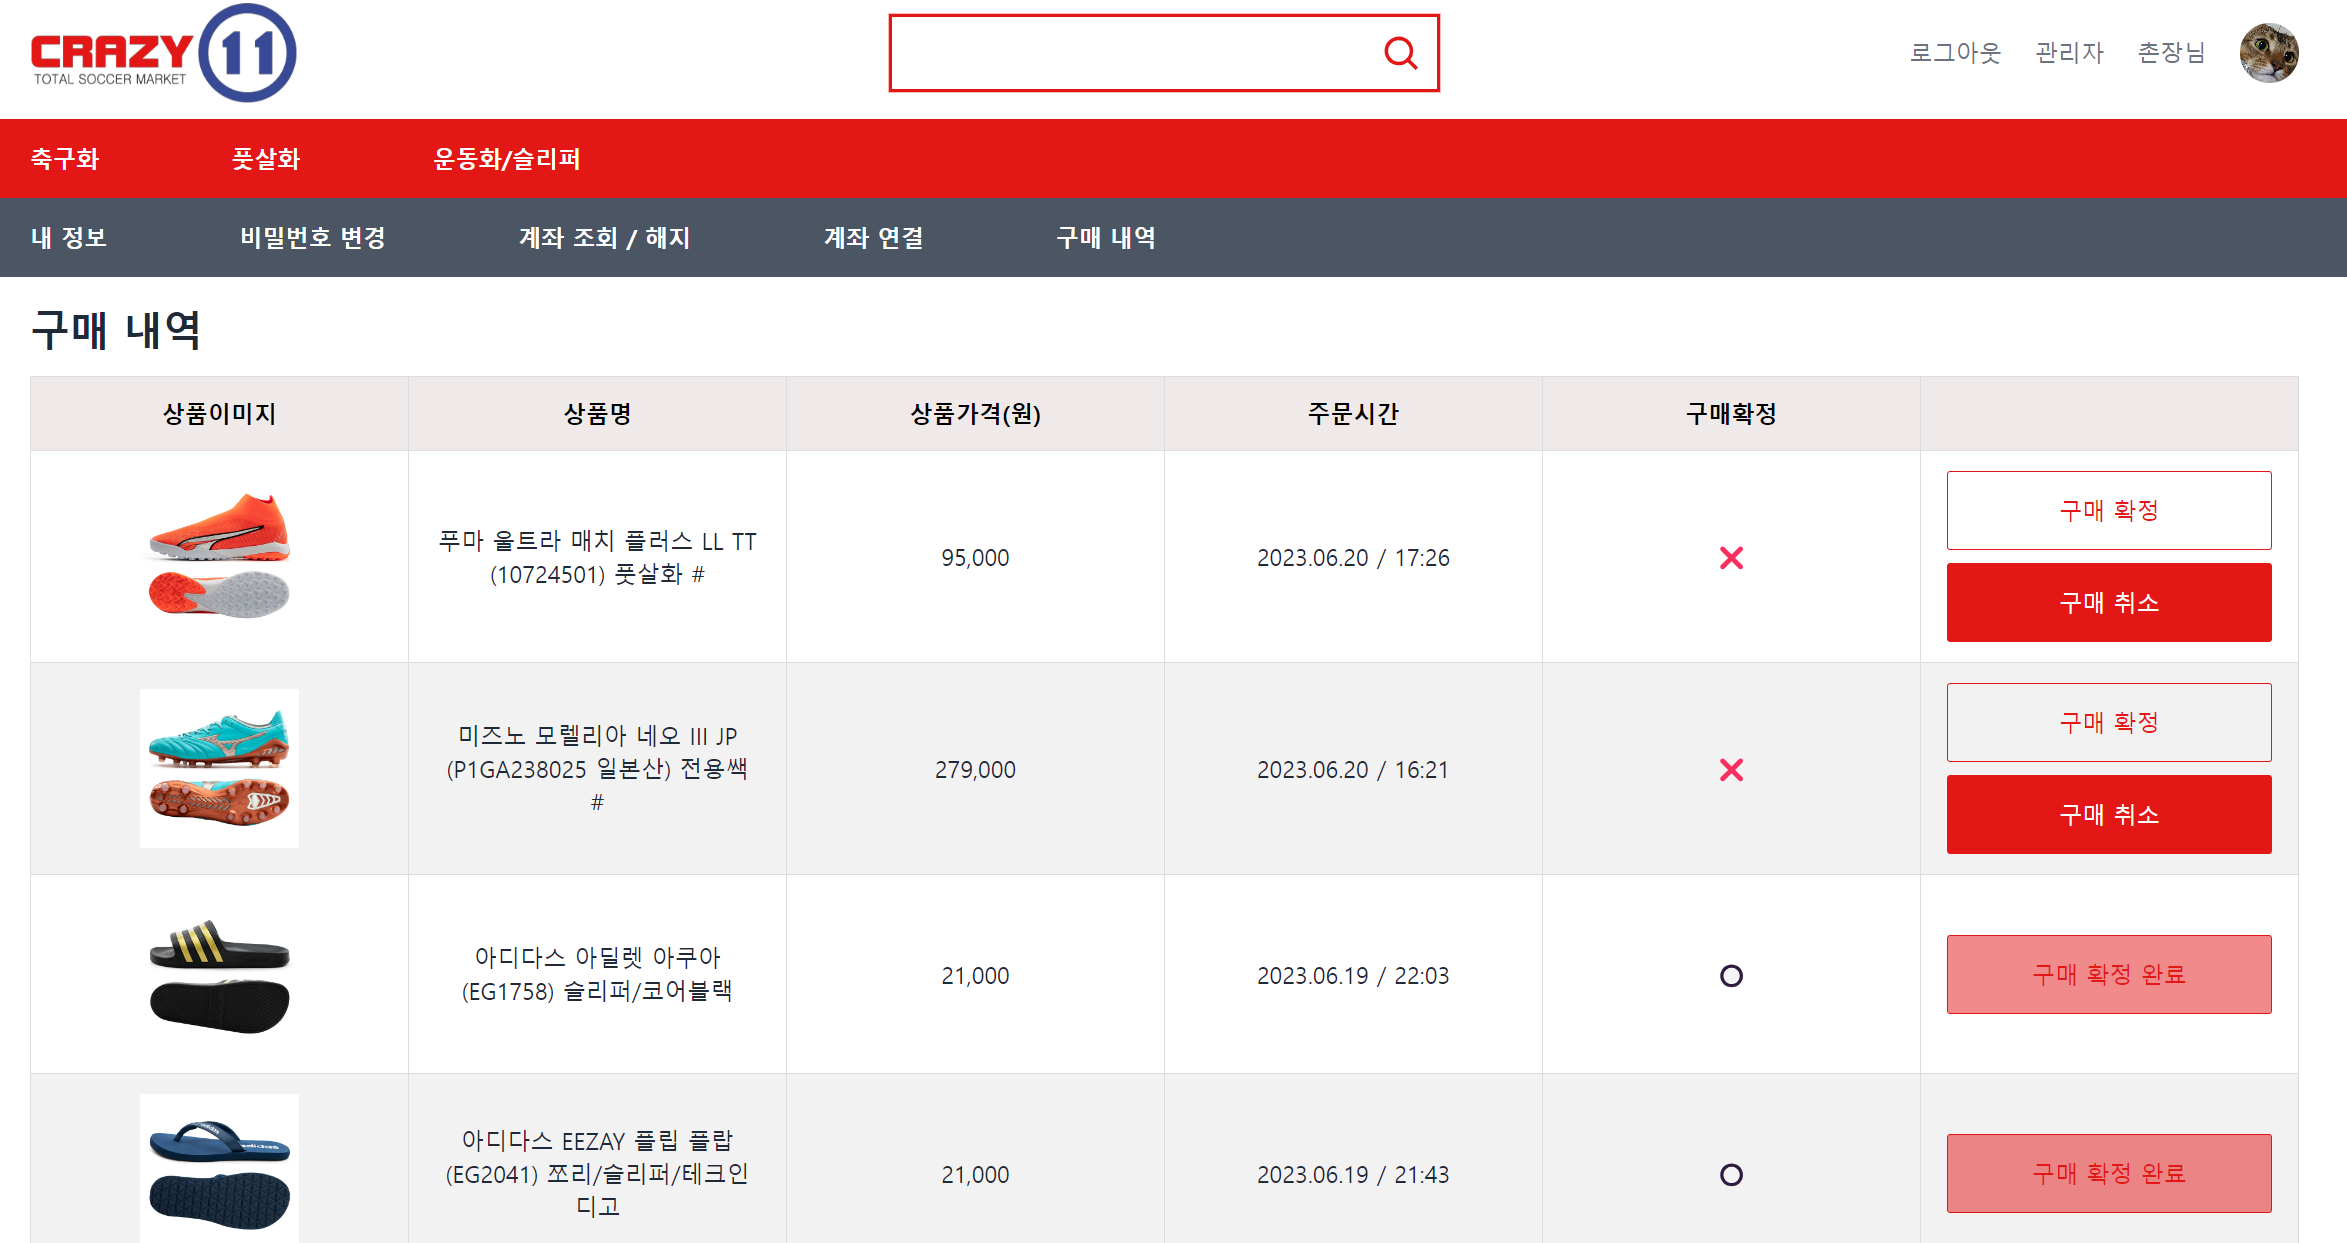 CRAZY 11
TOTAL SOCCER MARKET
로그아웃 관리자 촌장님
축구화 풋살화 운동화/슬리퍼
내 정보 비밀번호 변경 계좌 조회 / 해지 계좌 연결 구매 내역
구매 내역
상품이미지 상품명 상품가격(원) 주문시간 구매확정
푸마 울트라 매치 플러스 LL TT
(10724501) 풋살화 #
95,000
2023.06.20 / 17:26
구매 확정
구매 취소
미즈노 모렐리아 네오 III JP
(P1GA238025 일본산) 전용쌕
#
279,000
2023.06.20 / 16:21
구매 확정
구매 취소
아디다스 아딜렛 아쿠아
(EG1758) 슬리퍼/코어블랙
21,000
2023.06.19 / 22:03
구매 확정 완료
아디다스 EEZAY 플립 플랍
(EG2041) 쪼리/슬리퍼/테크인
디고
21,000
2023.06.19 / 21:43
구매 확정 완료